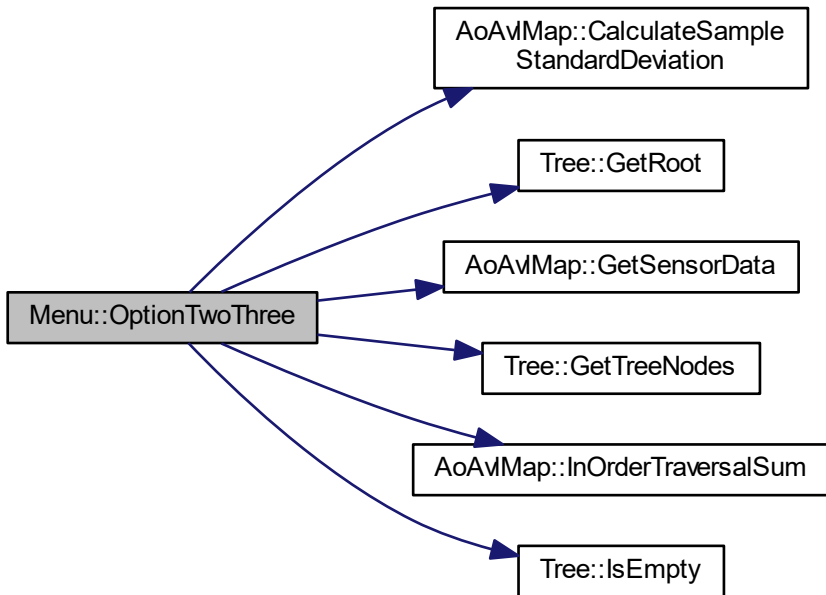 AoAvlMap::CalculateSample
StandardDeviation
Tree::GetRoot
AoAvlMap::GetSensorData
Menu::OptionTwoThree
Tree::GetTreeNodes
AoAvlMap::InOrderTraversalSum
Tree::IsEmpty